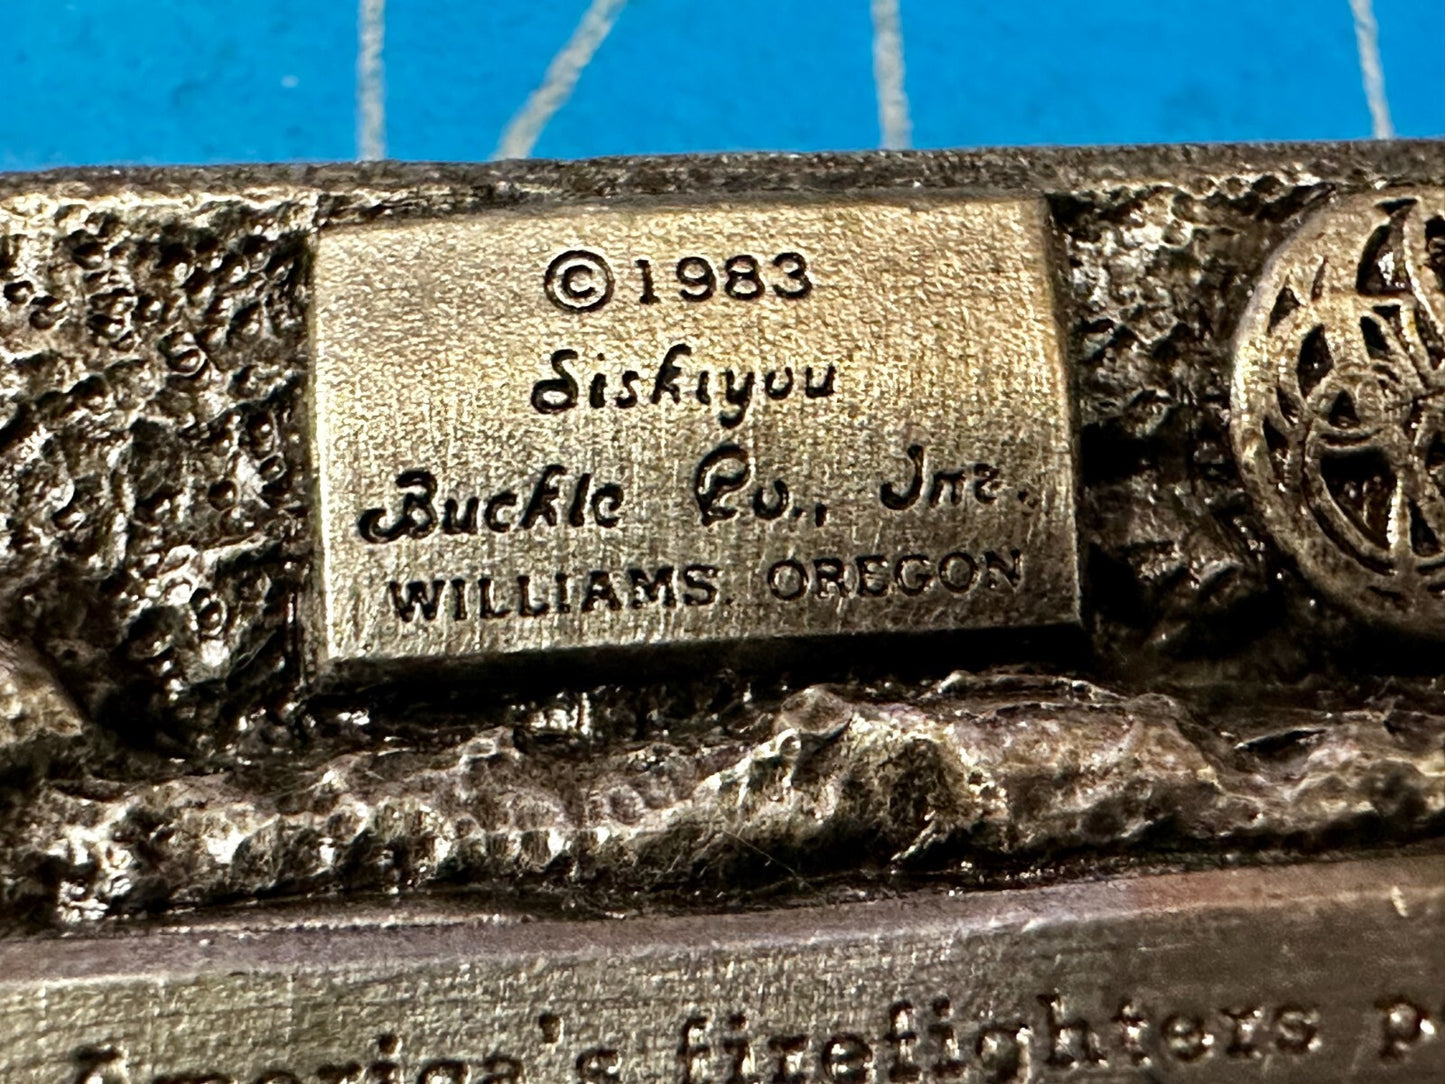 © 1983
Siskiyou
Buckle Co., Inc.
WILLIAMS, OREGON
America's firefighters p